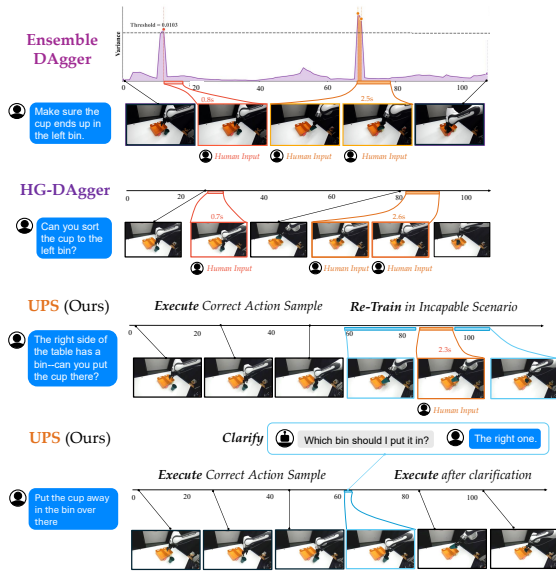 Ensemble
DAgger
Variance
Threshold = 0.0103
0 20 40 60 80 100
0.8s
2.5s
Make sure the
cup ends up in
the left bin.
Human Input
Human Input
Human Input
HG-DAgger
0 20 40 60 80 100
Can you sort
the cup to the
left bin?
0.7s
2.6s
Human Input
Human Input
Human Input
UPS (Ours)
Execute Correct Action Sample
Re-Train in Incapable Scenario
The right side
of the table has a
bin--can you put
the cup there?
0 20 40 60 80 100
2.3s
Human Input
UPS (Ours)
Clarify
Which bin should I put it in?
The right one.
Execute Correct Action Sample
Execute after clarification
Put the cup away
in the bin over
there
0 20 40 60 80 100